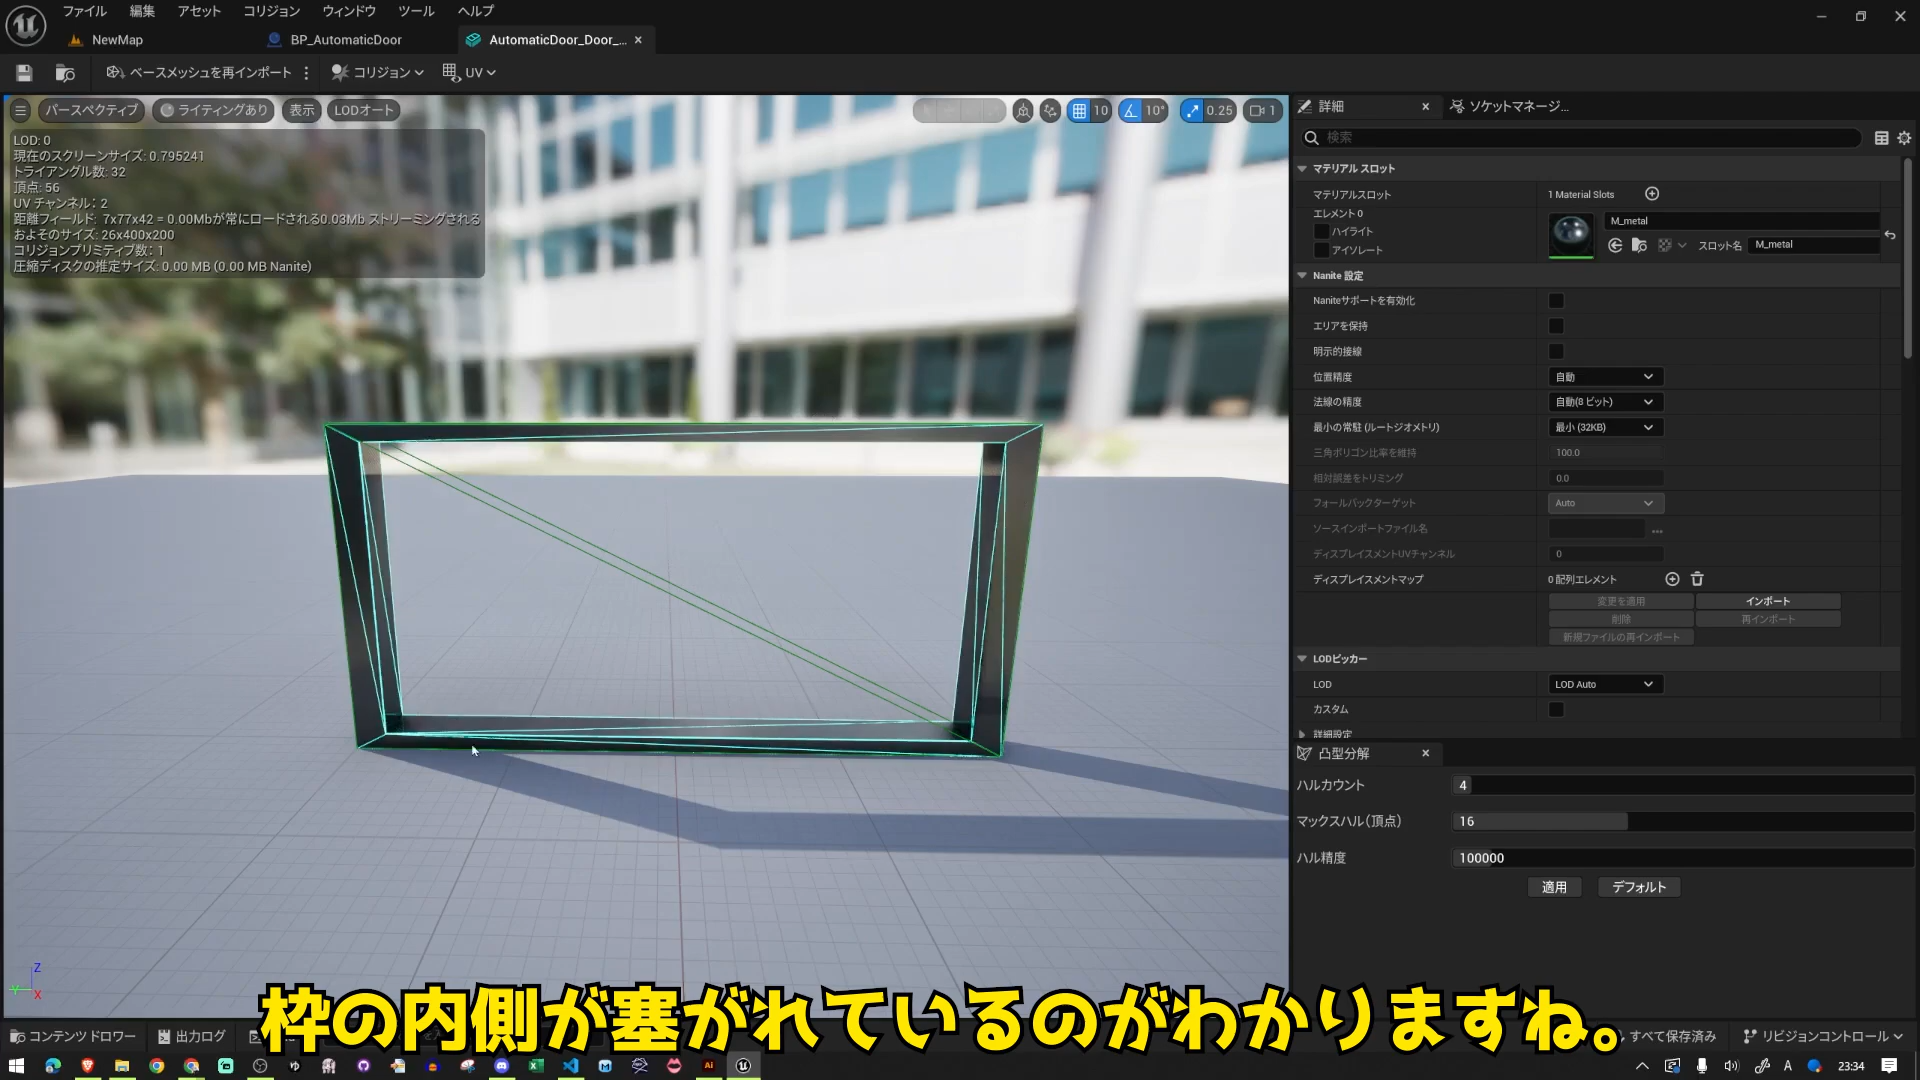 ファイル 編集 アセット コリジョン ウィンドウ ツール ヘルプ
NewMap BP_AutomaticDoor AutomaticDoor_Door_...
ベースメッシュを再インポート コリジョン UV
パースペクティブ ライティングあり 表示 LODオート 10 10° 0.25 1
LOD: 0
現在のスクリーンサイズ: 0.795241
トライアングル数: 32
頂点: 56
UV チャンネル: 2
距離フィールド: 7x77x42 = 0.00Mbが常にロードされる0.03Mb ストリーミングされる
おおよそのサイズ: 26x400x200
コリジョンプリミティブ数: 1
圧縮ディスクの推定サイズ: 0.00 MB (0.00 MB Nanite)
詳細 ソケットマネージ...
検索
マテリアル スロット
マテリアルスロット 1 Material Slots
エレメント 0 M_metal
ハイライト
アイソレート スロット名 M_metal
Nanite 設定
Naniteサポートを有効化
エリアを保持
明示的接線
位置精度 自動
法線の精度 自動(8 ビット)
最小の常駐 (ルートジオメトリ) 最小 (32KB)
三角ポリゴン比率を維持 100.0
相対誤差をトリミング 0.0
フォールバックターゲット Auto
ソースインポートファイル名
ディスプレイスメントUVチャンネル 0
ディスプレイスメントマップ 0 配列エレメント
変更を適用 インポート
削除 再インポート
新規ファイルの再インポート
LODピッカー
LOD LOD Auto
カスタム
詳細設定
凸型分解
ハルカウント 4
マックスハル(頂点) 16
ハル精度 100000
適用 デフォルト
Z
Y
X
枠の内側が塞がれているのがわかりますね。
コンテンツ ドロワー 出力ログ すべて保存済み リビジョンコントロール
A 23:34